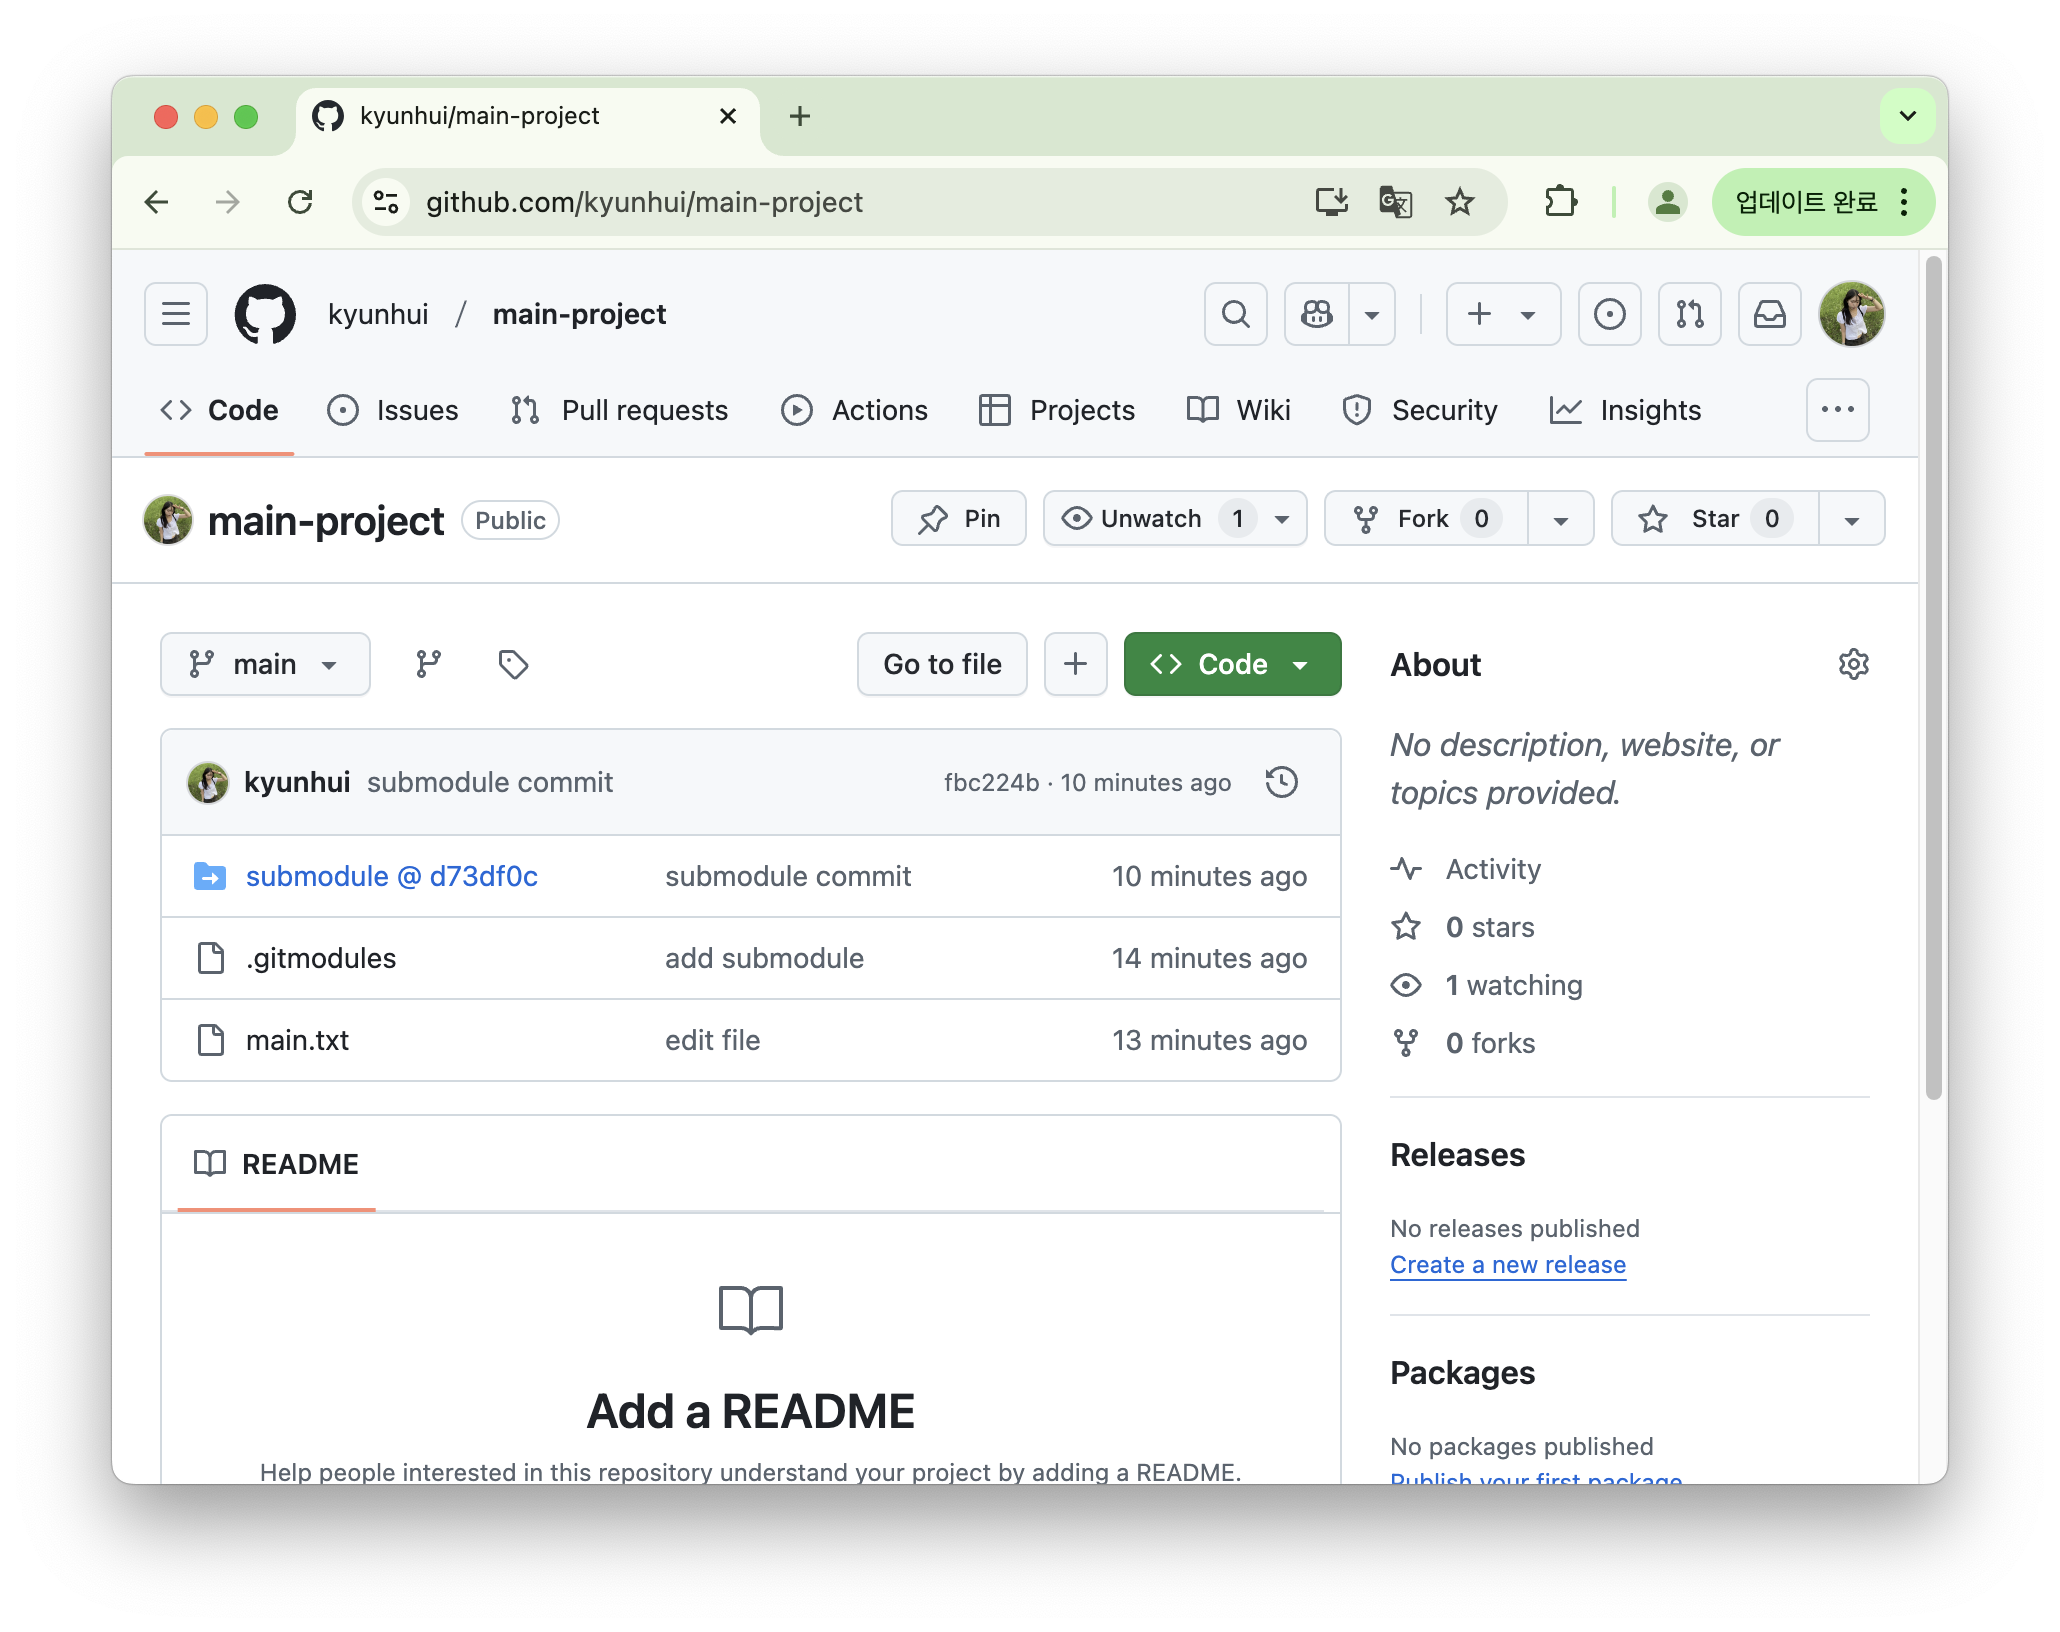 kyunhui/main-project
github.com/kyunhui/main-project
업데이트 완료
kyunhui / main-project
Code Issues Pull requests Actions Projects Wiki Security Insights
main-project Public Pin Unwatch 1 Fork 0 Star 0
main Go to file Code
kyunhui submodule commit fbc224b · 10 minutes ago
submodule @ d73df0c submodule commit 10 minutes ago
.gitmodules add submodule 14 minutes ago
main.txt edit file 13 minutes ago
README
Add a README
Help people interested in this repository understand your project by adding a README.
About
No description, website, or
topics provided.
Activity
0 stars
1 watching
0 forks
Releases
No releases published
Create a new release
Packages
No packages published
Publish your first package